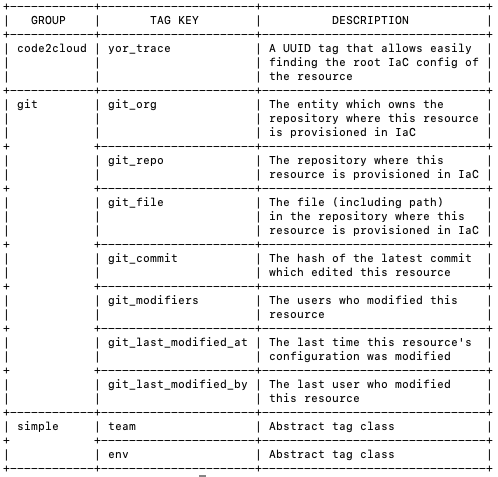 GROUP TAG KEY DESCRIPTION
code2cloud yor_trace A UUID tag that allows easily
finding the root IaC config of
the resource
git git_org The entity which owns the
repository where this resource
is provisioned in IaC
git_repo The repository where this
resource is provisioned in IaC
git_file The file (including path)
in the repository where this
resource is provisioned in IaC
git_commit The hash of the latest commit
which edited this resource
git_modifiers The users who modified this
resource
git_last_modified_at The last time this resource's
configuration was modified
git_last_modified_by The last user who modified
this resource
simple team Abstract tag class
env Abstract tag class